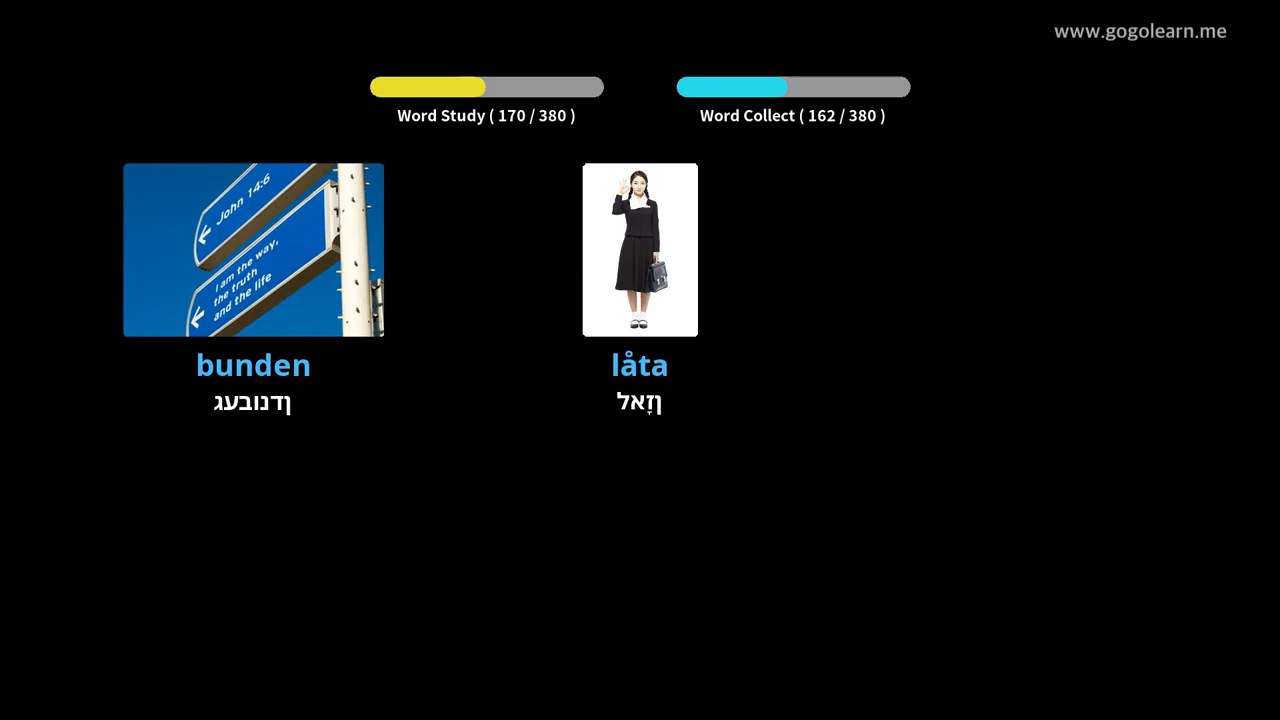 www.gogolearn.me
Word Study ( 170 / 380 )
Word Collect ( 162 / 380 )
John 14:6
I am the way,
the truth
and the life
bunden
געבונדן
låta
לאָזן